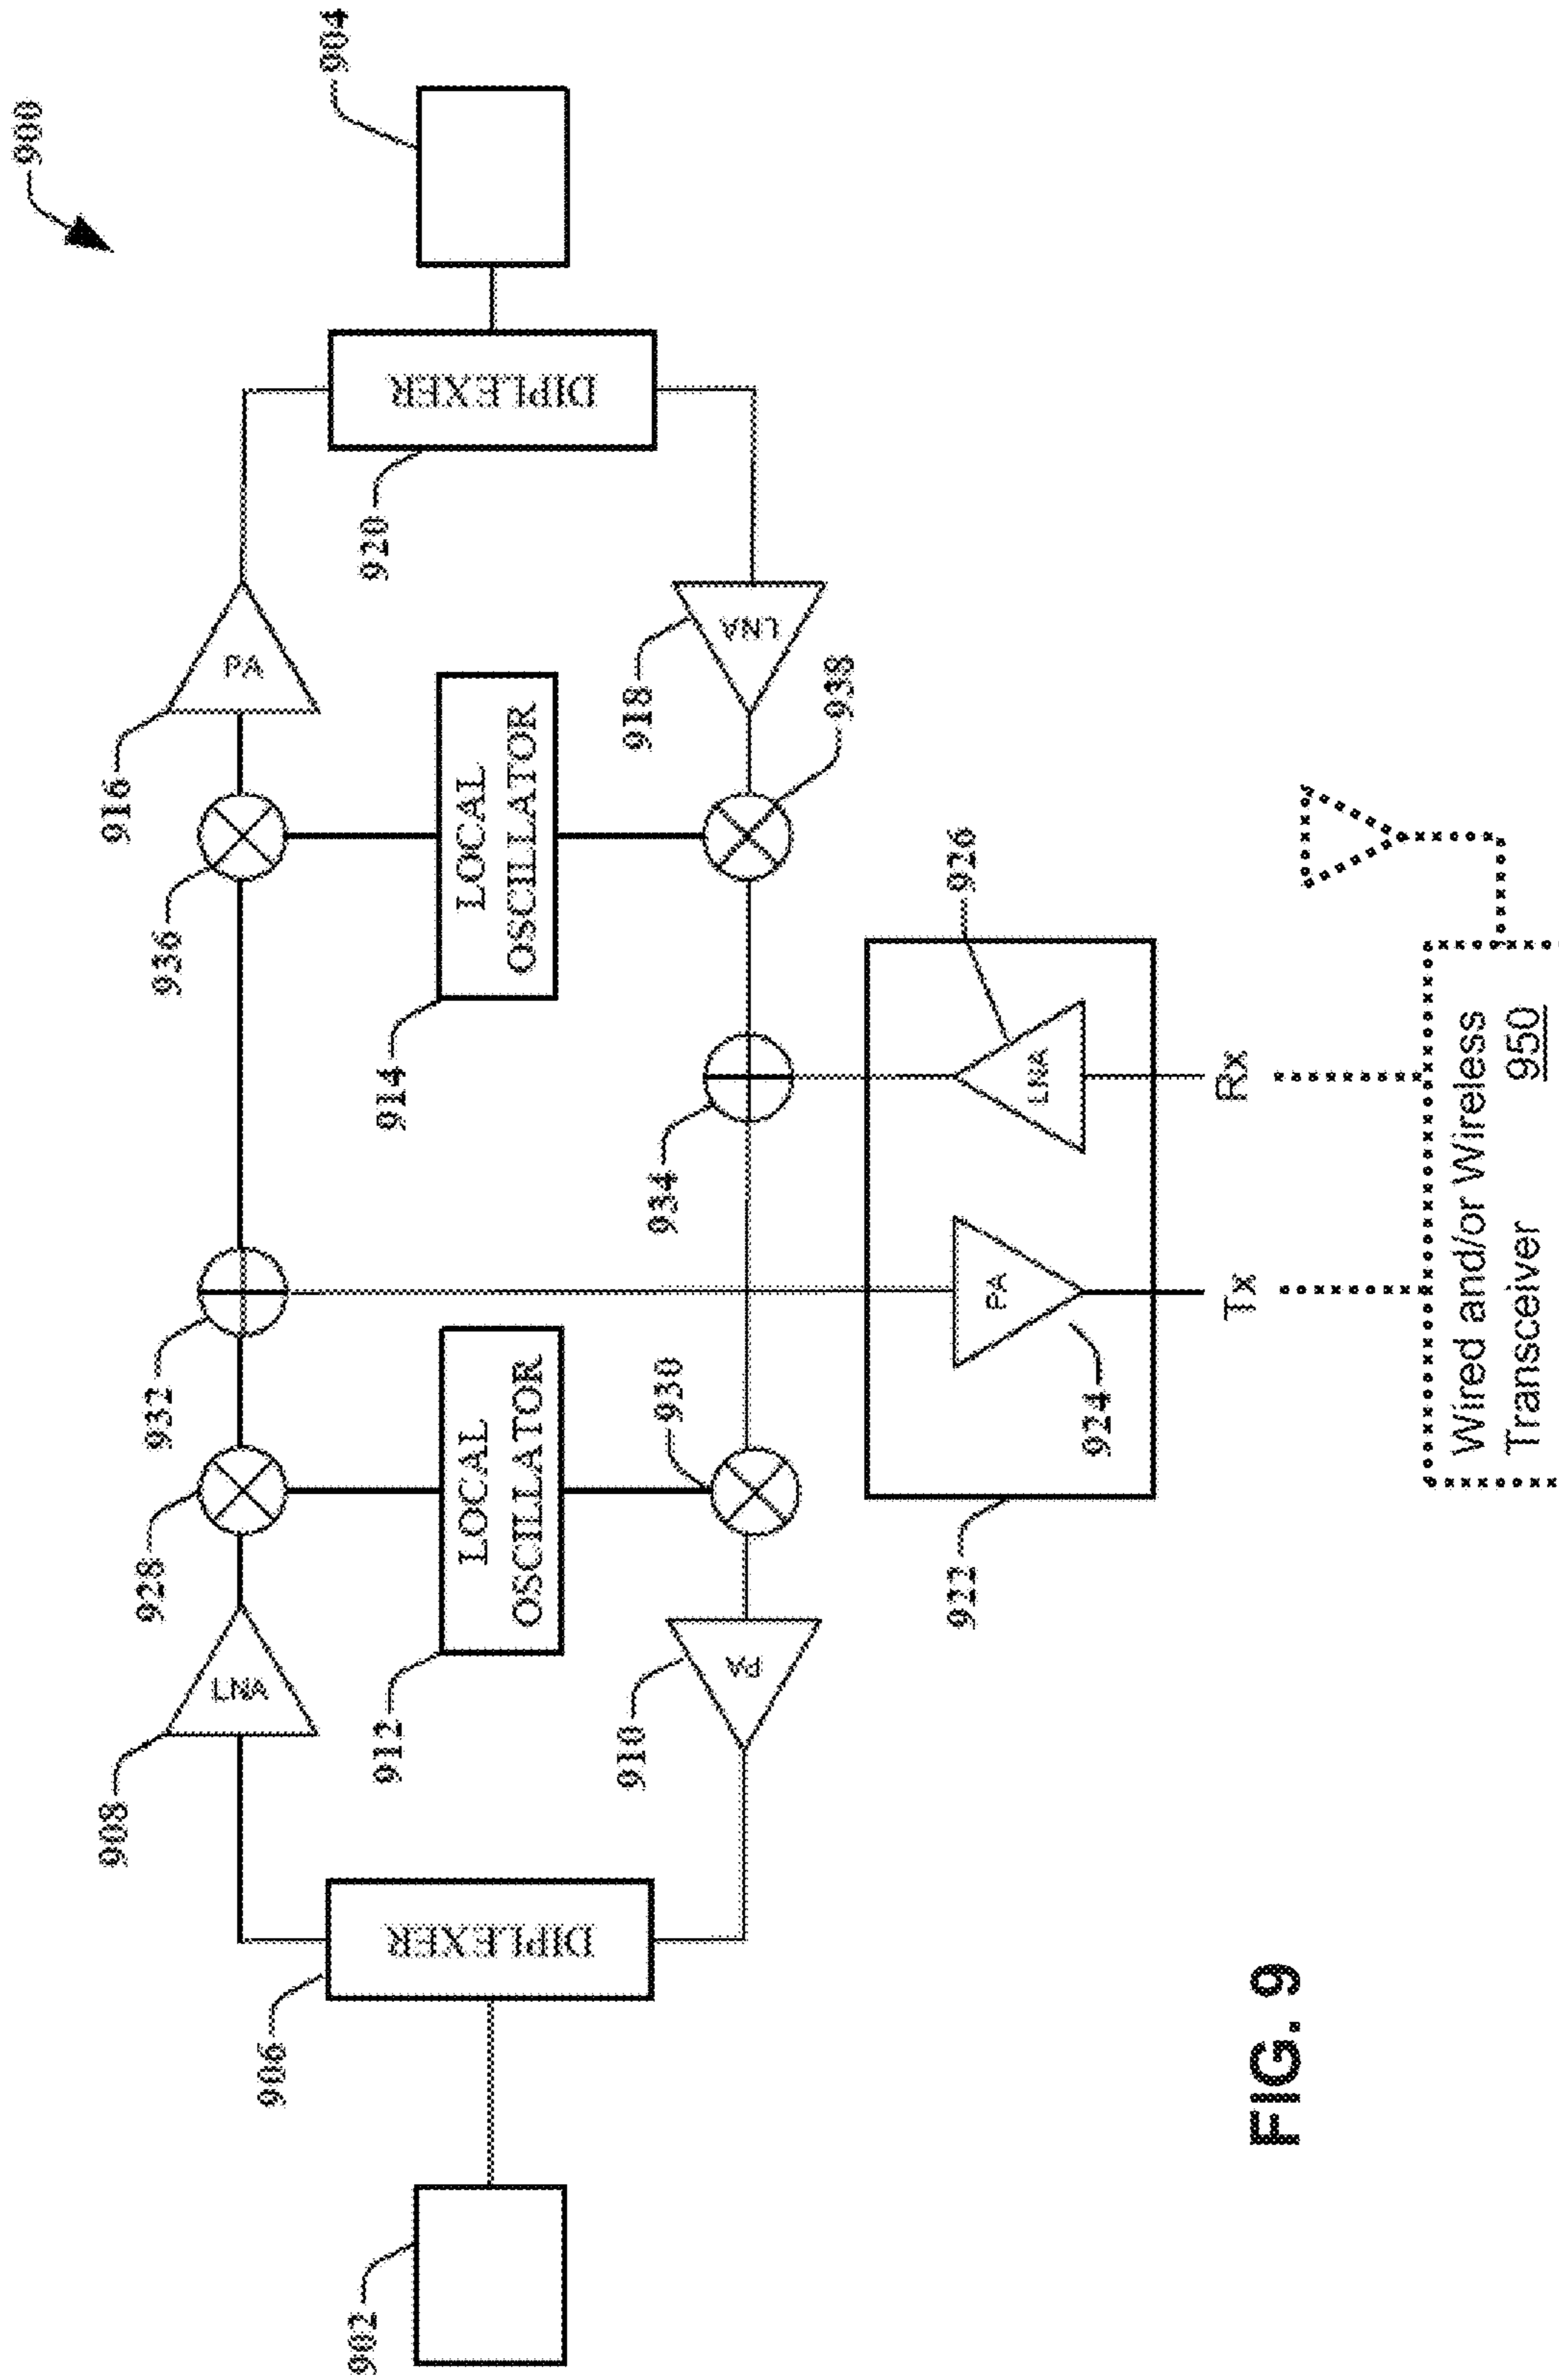 900
904
916
PA
936
920
DIPLEXER
914
LOCAL
OSCILLATOR
918
LNA
938
932
928
908
LNA
912
LOCAL
OSCILLATOR
934
930
910
PA
906
DIPLEXER
902
922
924
PA
926
LNA
Tx
Rx
Wired and/or Wireless
Transceiver 950
FIG. 9